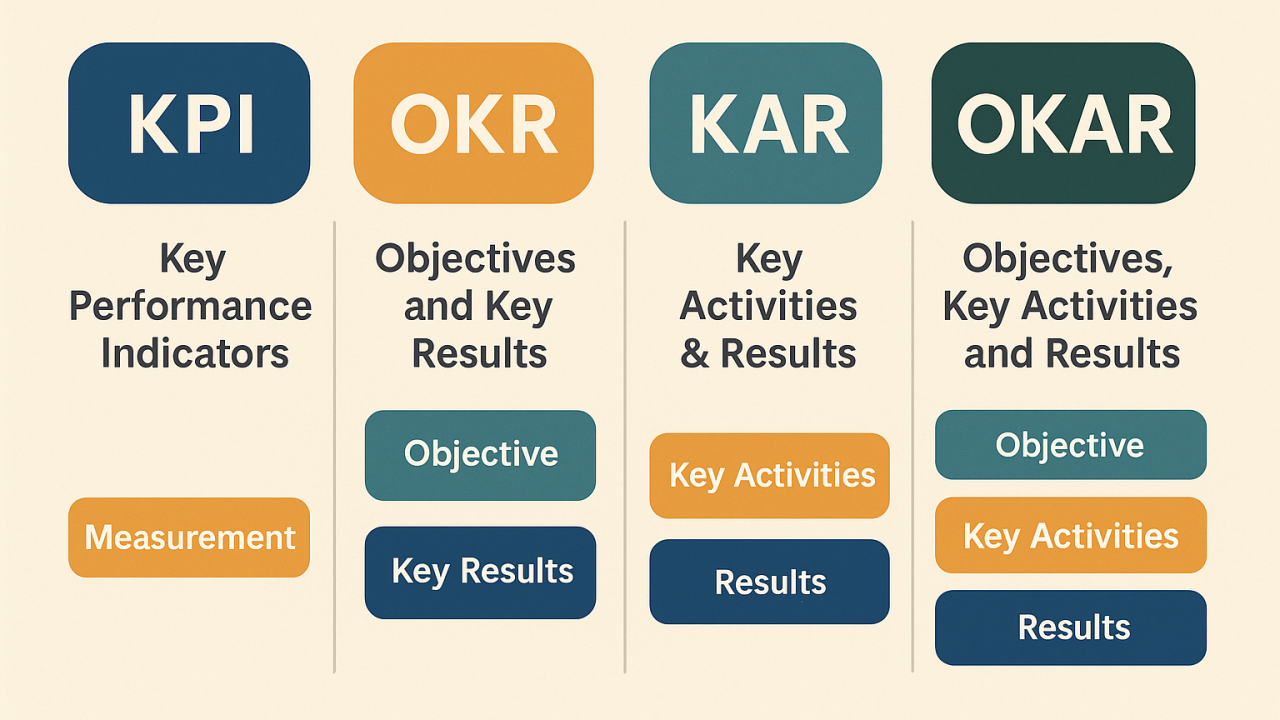 KPI
Key
Performance
Indicators
Measurement
OKR
Objectives
and Key
Results
Objective
Key Results
KAR
Key
Activities
& Results
Key Activities
Results
OKAR
Objectives,
Key Activities
and Results
Objective
Key Activities
Results